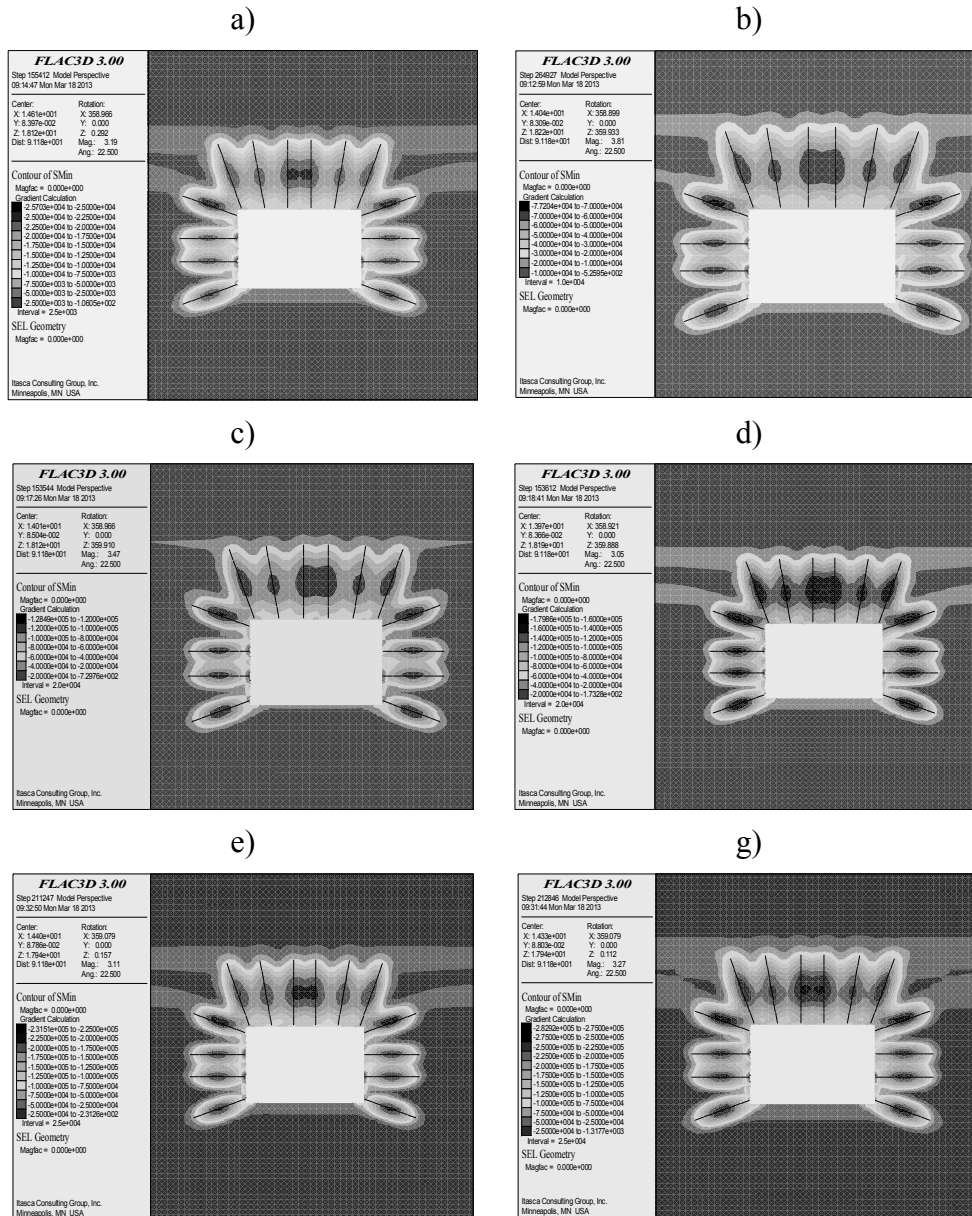 a)
FLAC3D 3.00
Step 155412 Model Perspective
09:14:47 Mon Mar 18 2013
Center: Rotation:
X: 1.461e+001 X: 358.966
Y: 8.397e-002 Y: 0.000
Z: 1.812e+001 Z: 0.292
Dist: 9.118e+001 Mag.: 3.19
Ang.: 22.500
Contour of SMin
Magfac = 0.000e+000
Gradient Calculation
-2.5703e+004 to -2.5000e+004
-2.5000e+004 to -2.2500e+004
-2.2500e+004 to -2.0000e+004
-2.0000e+004 to -1.7500e+004
-1.7500e+004 to -1.5000e+004
-1.5000e+004 to -1.2500e+004
-1.2500e+004 to -1.0000e+004
-1.0000e+004 to -7.5000e+003
-7.5000e+003 to -5.0000e+003
-5.0000e+003 to -2.5000e+003
-2.5000e+003 to -1.0605e+002
Interval = 2.5e+003
SEL Geometry
Magfac = 0.000e+000
Itasca Consulting Group, Inc.
Minneapolis, MN USA
b)
FLAC3D 3.00
Step 264927 Model Perspective
09:12:59 Mon Mar 18 2013
Center: Rotation:
X: 1.404e+001 X: 358.899
Y: 8.309e-002 Y: 0.000
Z: 1.822e+001 Z: 359.933
Dist: 9.118e+001 Mag.: 3.81
Ang.: 22.500
Contour of SMin
Magfac = 0.000e+000
Gradient Calculation
-7.7204e+004 to -7.0000e+004
-7.0000e+004 to -6.0000e+004
-6.0000e+004 to -5.0000e+004
-5.0000e+004 to -4.0000e+004
-4.0000e+004 to -3.0000e+004
-3.0000e+004 to -2.0000e+004
-2.0000e+004 to -1.0000e+004
-1.0000e+004 to -5.2595e+002
Interval = 1.0e+004
SEL Geometry
Magfac = 0.000e+000
Itasca Consulting Group, Inc.
Minneapolis, MN USA
c)
FLAC3D 3.00
Step 153544 Model Perspective
09:17:26 Mon Mar 18 2013
Center: Rotation:
X: 1.401e+001 X: 358.966
Y: 8.504e-002 Y: 0.000
Z: 1.812e+001 Z: 359.910
Dist: 9.118e+001 Mag.: 3.47
Ang.: 22.500
Contour of SMin
Magfac = 0.000e+000
Gradient Calculation
-1.2849e+005 to -1.2000e+005
-1.2000e+005 to -1.0000e+005
-1.0000e+005 to -8.0000e+004
-8.0000e+004 to -6.0000e+004
-6.0000e+004 to -4.0000e+004
-4.0000e+004 to -2.0000e+004
-2.0000e+004 to -7.2976e+002
Interval = 2.0e+004
SEL Geometry
Magfac = 0.000e+000
Itasca Consulting Group, Inc.
Minneapolis, MN USA
d)
FLAC3D 3.00
Step 153612 Model Perspective
09:18:41 Mon Mar 18 2013
Center: Rotation:
X: 1.397e+001 X: 358.921
Y: 8.366e-002 Y: 0.000
Z: 1.819e+001 Z: 359.888
Dist: 9.118e+001 Mag.: 3.05
Ang.: 22.500
Contour of SMin
Magfac = 0.000e+000
Gradient Calculation
-1.7986e+005 to -1.6000e+005
-1.6000e+005 to -1.4000e+005
-1.4000e+005 to -1.2000e+005
-1.2000e+005 to -1.0000e+005
-1.0000e+005 to -8.0000e+004
-8.0000e+004 to -6.0000e+004
-6.0000e+004 to -4.0000e+004
-4.0000e+004 to -2.0000e+004
-2.0000e+004 to -1.7328e+002
Interval = 2.0e+004
SEL Geometry
Magfac = 0.000e+000
Itasca Consulting Group, Inc.
Minneapolis, MN USA
e)
FLAC3D 3.00
Step 211247 Model Perspective
09:32:50 Mon Mar 18 2013
Center: Rotation:
X: 1.440e+001 X: 359.079
Y: 8.786e-002 Y: 0.000
Z: 1.794e+001 Z: 0.157
Dist: 9.118e+001 Mag.: 3.11
Ang.: 22.500
Contour of SMin
Magfac = 0.000e+000
Gradient Calculation
-2.3151e+005 to -2.2500e+005
-2.2500e+005 to -2.0000e+005
-2.0000e+005 to -1.7500e+005
-1.7500e+005 to -1.5000e+005
-1.5000e+005 to -1.2500e+005
-1.2500e+005 to -1.0000e+005
-1.0000e+005 to -7.5000e+004
-7.5000e+004 to -5.0000e+004
-5.0000e+004 to -2.5000e+004
-2.5000e+004 to -2.3126e+002
Interval = 2.5e+004
SEL Geometry
Magfac = 0.000e+000
Itasca Consulting Group, Inc.
Minneapolis, MN USA
g)
FLAC3D 3.00
Step 212846 Model Perspective
09:31:44 Mon Mar 18 2013
Center: Rotation:
X: 1.433e+001 X: 359.079
Y: 8.803e-002 Y: 0.000
Z: 1.794e+001 Z: 0.112
Dist: 9.118e+001 Mag.: 3.27
Ang.: 22.500
Contour of SMin
Magfac = 0.000e+000
Gradient Calculation
-2.8292e+005 to -2.7500e+005
-2.7500e+005 to -2.5000e+005
-2.5000e+005 to -2.2500e+005
-2.2500e+005 to -2.0000e+005
-2.0000e+005 to -1.7500e+005
-1.7500e+005 to -1.5000e+005
-1.5000e+005 to -1.2500e+005
-1.2500e+005 to -1.0000e+005
-1.0000e+005 to -7.5000e+004
-7.5000e+004 to -5.0000e+004
-5.0000e+004 to -2.5000e+004
-2.5000e+004 to -1.3177e+003
Interval = 2.5e+004
SEL Geometry
Magfac = 0.000e+000
Itasca Consulting Group, Inc.
Minneapolis, MN USA